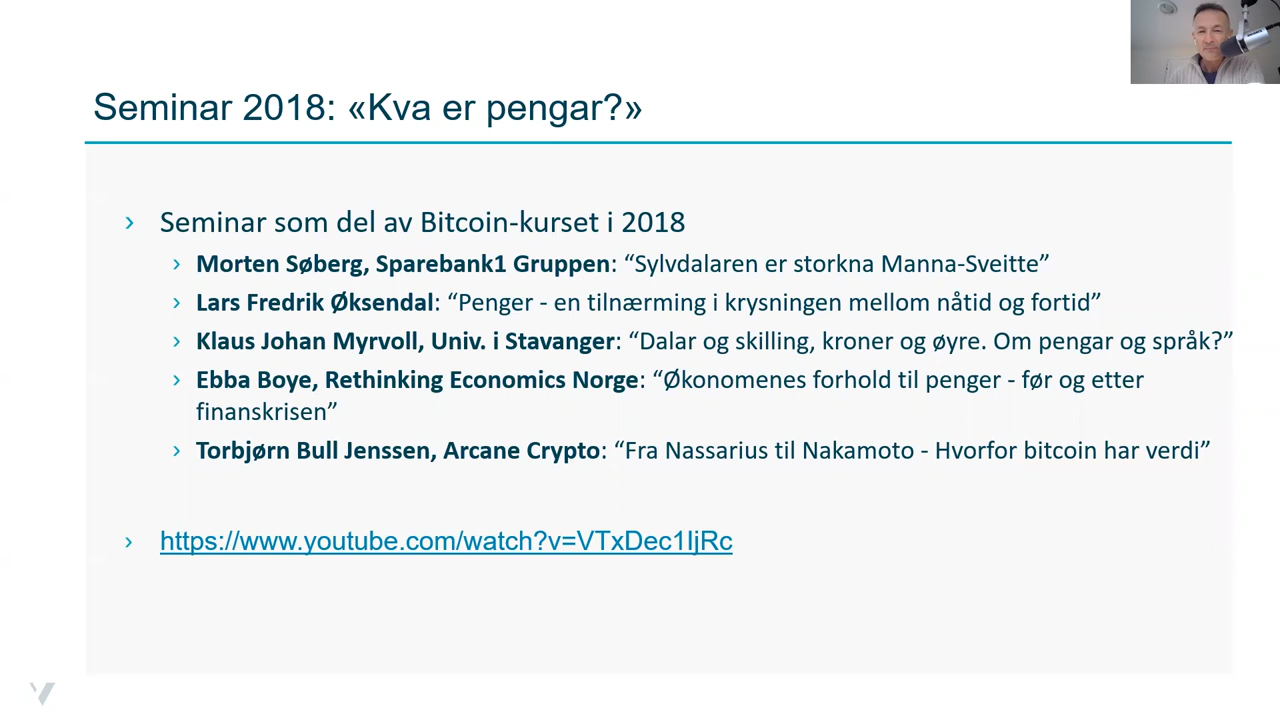 Seminar 2018: «Kva er pengar?»
Seminar som del av Bitcoin-kurset i 2018
Morten Søberg, Sparebank1 Gruppen: “Sylvdalaren er storkna Manna-Sveitte”
Lars Fredrik Øksendal: “Penger - en tilnærming i krysningen mellom nåtid og fortid”
Klaus Johan Myrvoll, Univ. i Stavanger: “Dalar og skilling, kroner og øyre. Om pengar og språk?”
Ebba Boye, Rethinking Economics Norge: “Økonomenes forhold til penger - før og etter
finanskrisen”
Torbjørn Bull Jenssen, Arcane Crypto: “Fra Nassarius til Nakamoto - Hvorfor bitcoin har verdi”
https://www.youtube.com/watch?v=VTxDec1IjRc